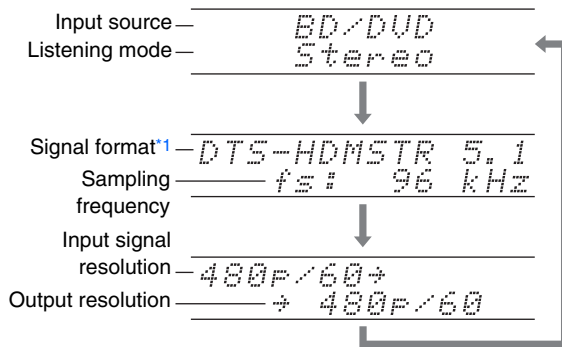 Input source
BD/DVD
Listening mode
Stereo
Signal format*1
DTS-HDMSTR 5.1
Sampling frequency
fs: 96 kHz
Input signal resolution
480p/60→
Output resolution
→ 480p/60